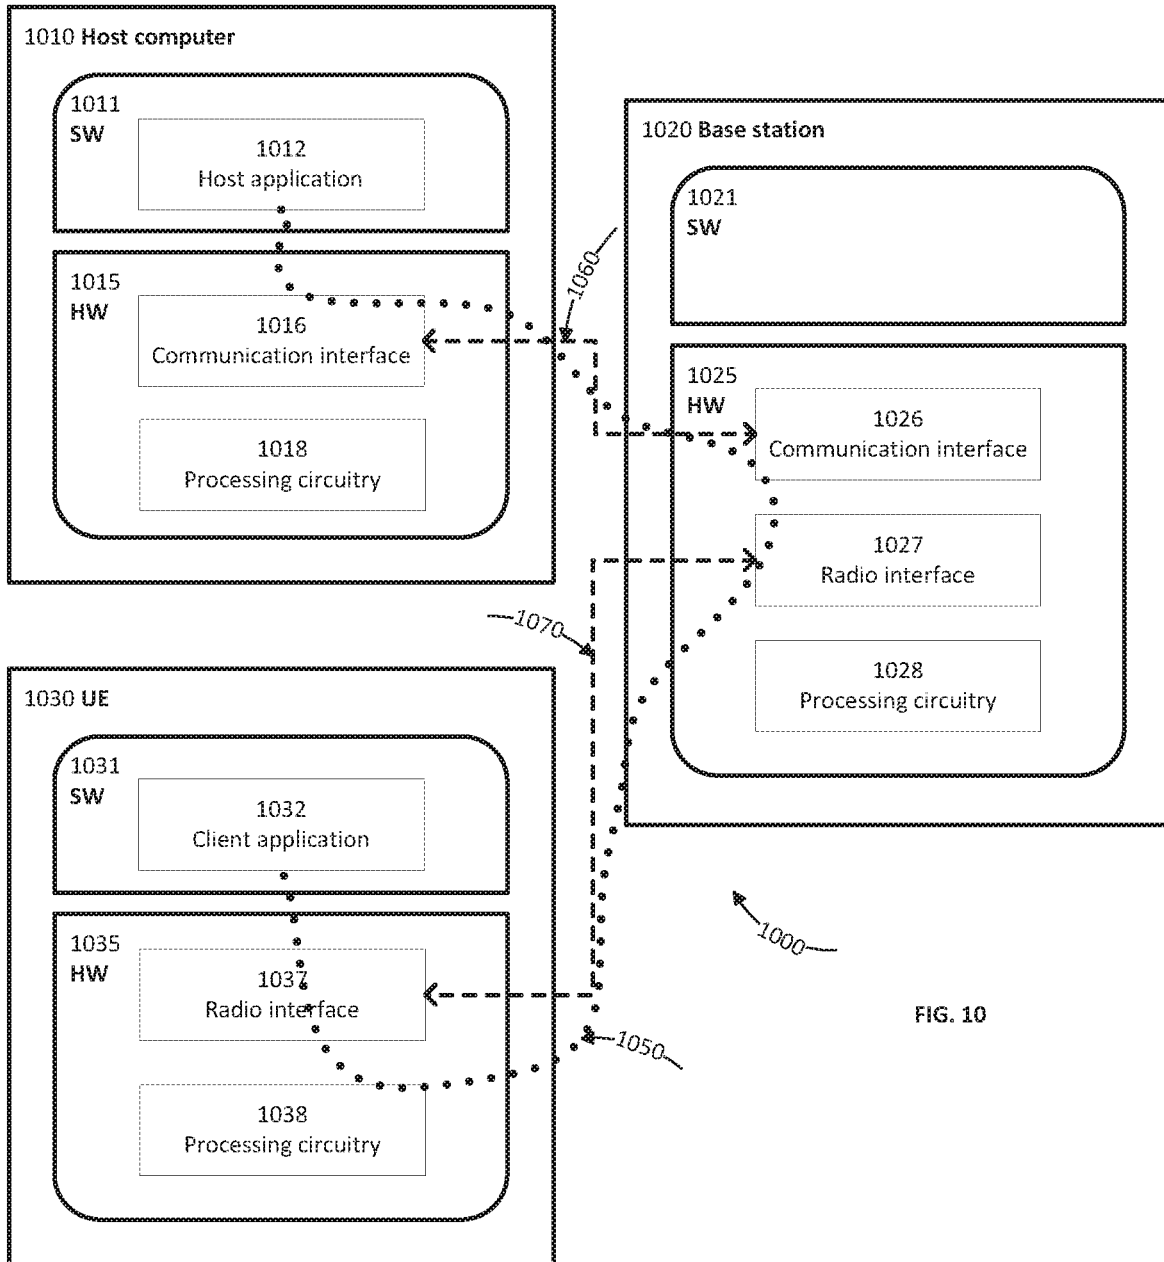 1010 Host computer
1011
SW
1012
Host application
1015
HW
1016
Communication interface
1018
Processing circuitry
1060
1020 Base station
1021
SW
1025
HW
1026
Communication interface
1027
Radio interface
1028
Processing circuitry
1070
1030 UE
1031
SW
1032
Client application
1035
HW
1037
Radio interface
1038
Processing circuitry
1050
1000
FIG. 10